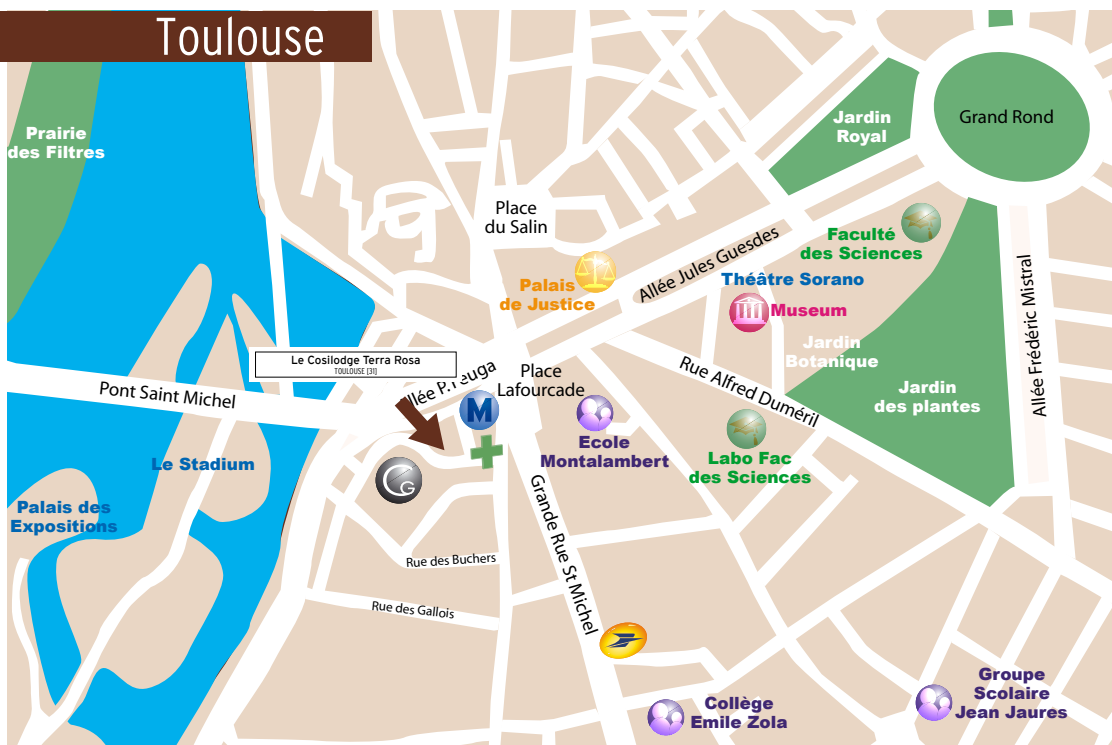 Toulouse
Prairie
des Filtres
Jardin
Royal
Grand Rond
Place
du Salin
Faculté
des Sciences
Allée Jules Guesdes
Théâtre Sorano
Palais
de Justice
Museum
Allée Frédéric Mistral
Jardin
Botanique
Le Cosilodge Terra Rosa
TOULOUSE [31]
Allée P. Feuga
Place
Lafourcade
Pont Saint Michel
Rue Alfred Duméril
Jardin
des plantes
M
Ecole
Montalambert
Labo Fac
des Sciences
Le Stadium
CG
Palais des
Expositions
Grande Rue St Michel
Rue des Buchers
Rue des Gallois
Groupe
Scolaire
Jean Jaures
Collège
Emile Zola